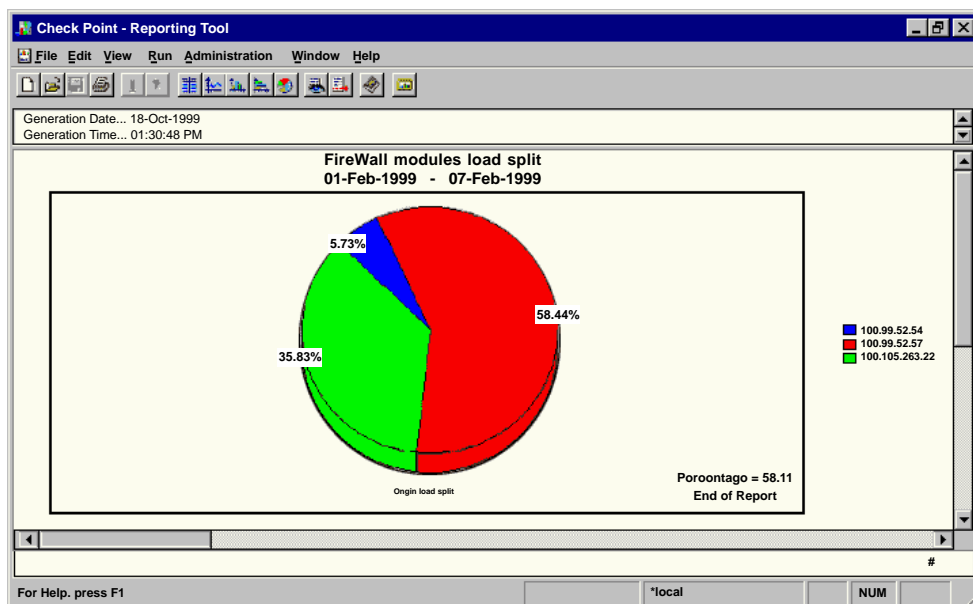 Check Point - Reporting Tool
File Edit View Run Administration Window Help
Generation Date... 18-Oct-1999
Generation Time... 01:30:48 PM
FireWall modules load split
01-Feb-1999 - 07-Feb-1999
5.73%
58.44%
35.83%
100.99.52.54
100.99.52.57
100.105.263.22
Ongin load split
Poroontago = 58.11
End of Report
#
For Help. press F1
*local
NUM